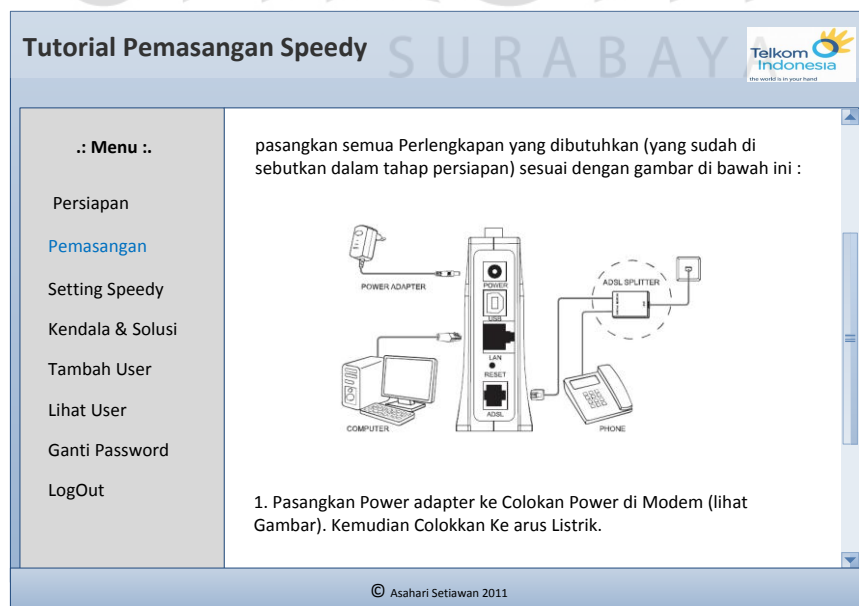 Tutorial Pemasangan Speedy
SURABAYA
Telkom
Indonesia
the world is in your hand
.: Menu :.
Persiapan
Pemasangan
Setting Speedy
Kendala & Solusi
Tambah User
Lihat User
Ganti Password
LogOut
pasangkan semua Perlengkapan yang dibutuhkan (yang sudah di
sebutkan dalam tahap persiapan) sesuai dengan gambar di bawah ini :
POWER ADAPTER
POWER
USB
LAN
RESET
ADSL
COMPUTER
ADSL SPLITTER
PHONE
1. Pasangkan Power adapter ke Colokan Power di Modem (lihat
Gambar). Kemudian Colokkan Ke arus Listrik.
© Asahari Setiawan 2011